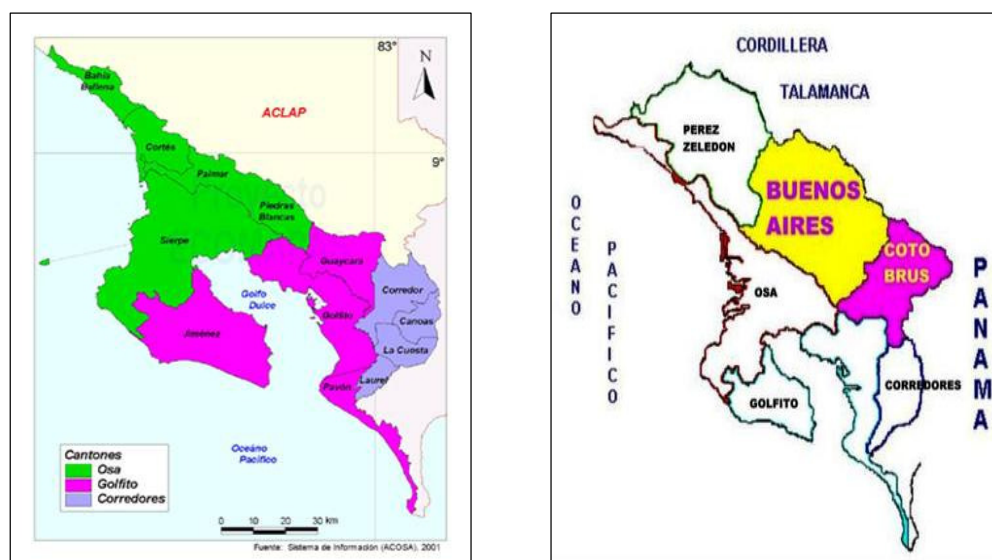 83°
N
Bahía
Ballena
ACLAP
9°
Cortés
Palmar
Piedras
Blancas
Sierpe
Guaycará
Golfo
Dulce
Corredor
Golfito
Canoas
Jiménez
La Cuesta
Laurel
Pavón
Oceáno
Pacífico
Cantones
Osa
Golfito
Corredores
0 10 20 30 km
Fuente: Sistema de Información (ACOSA), 2001
CORDILLERA
TALAMANCA
PEREZ
ZELEDON
BUENOS
AIRES
OCEANO
PACIFICO
COTO
BRUS
PANAMA
OSA
GOLFITO
CORREDORES